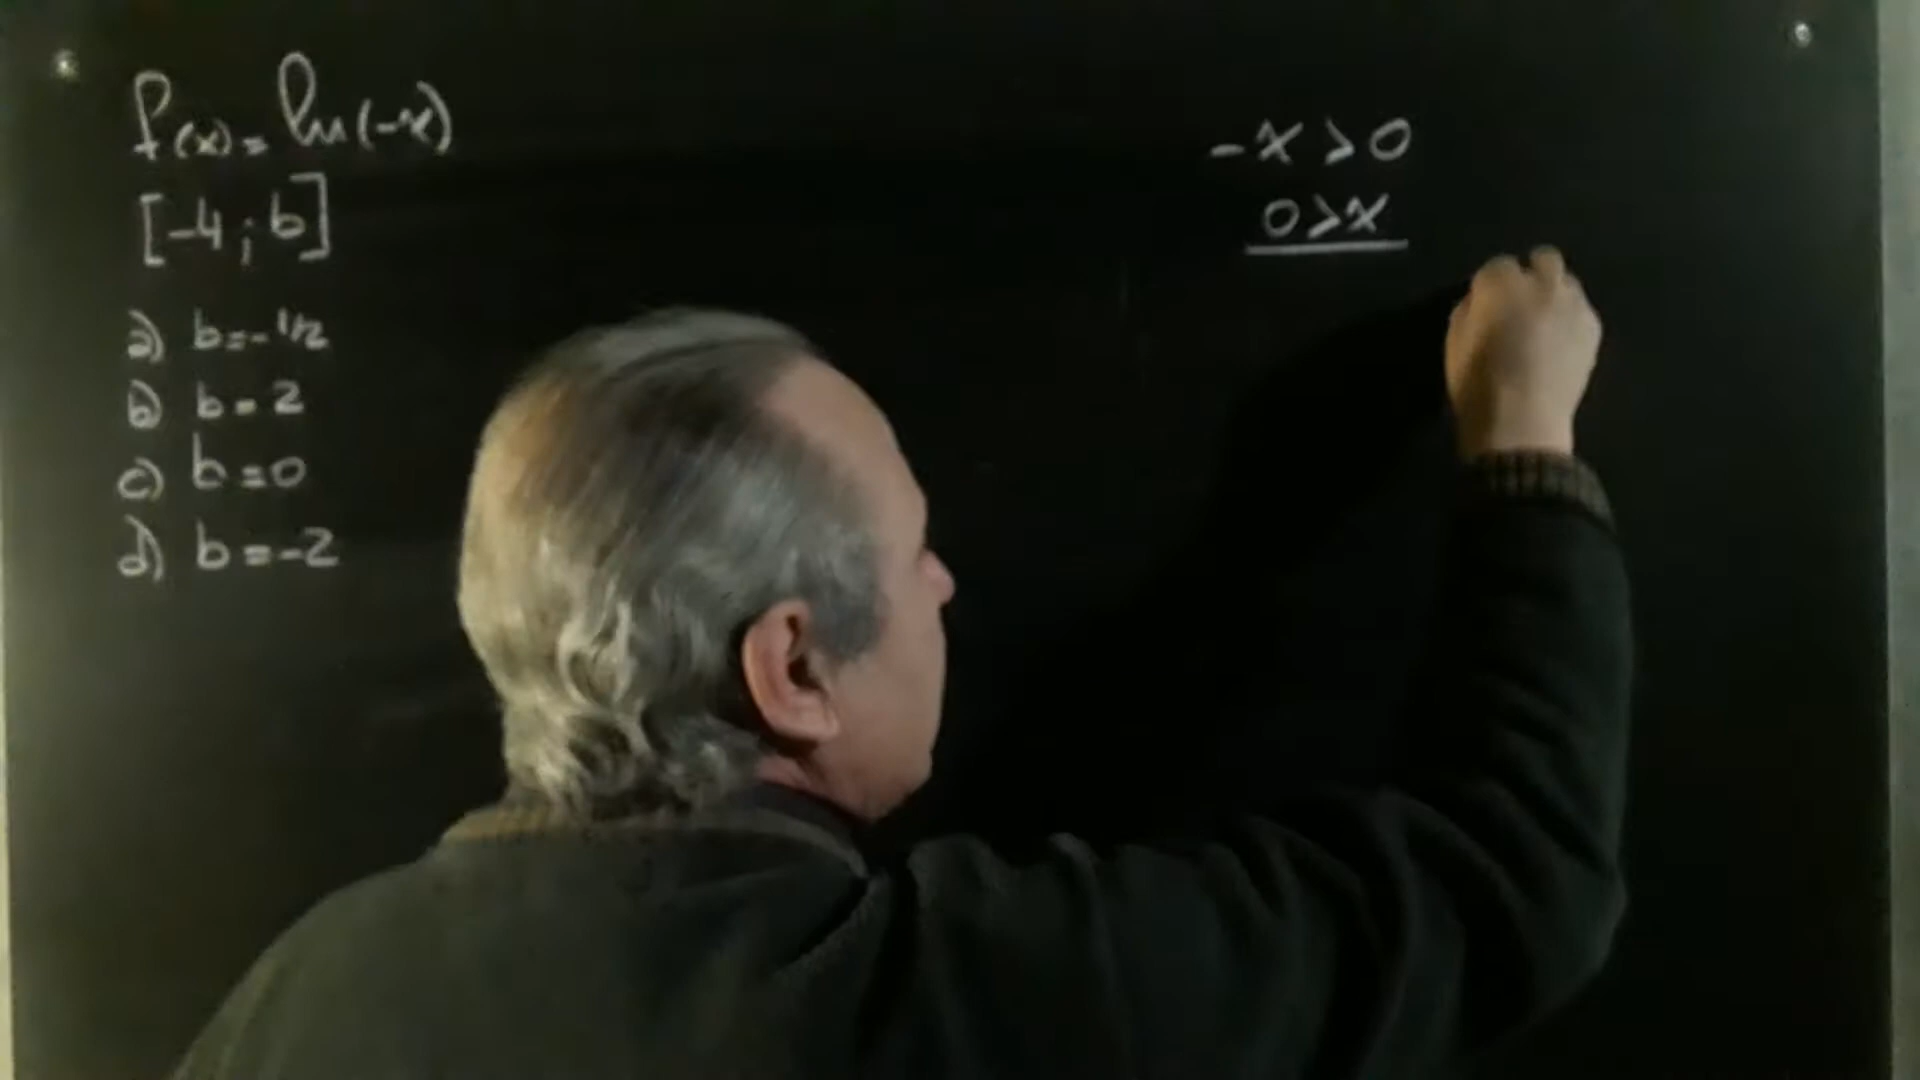 f(x) = ln(-x)
[-4; b]
a) b=-1/2
b) b=2
c) b=0
d) b=-2
-x>0
0>x